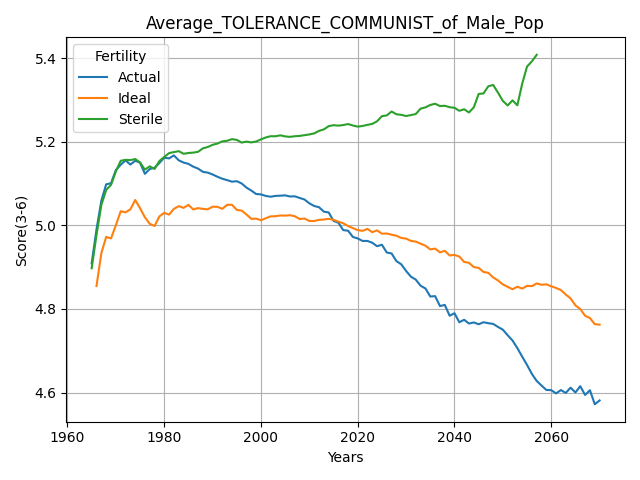 Average_TOLERANCE_COMMUNIST_of_Male_Pop
Fertility
Actual
Ideal
Sterile
Score(3-6)
5.4
5.2
5.0
4.8
4.6
1960 1980 2000 2020 2040 2060
Years